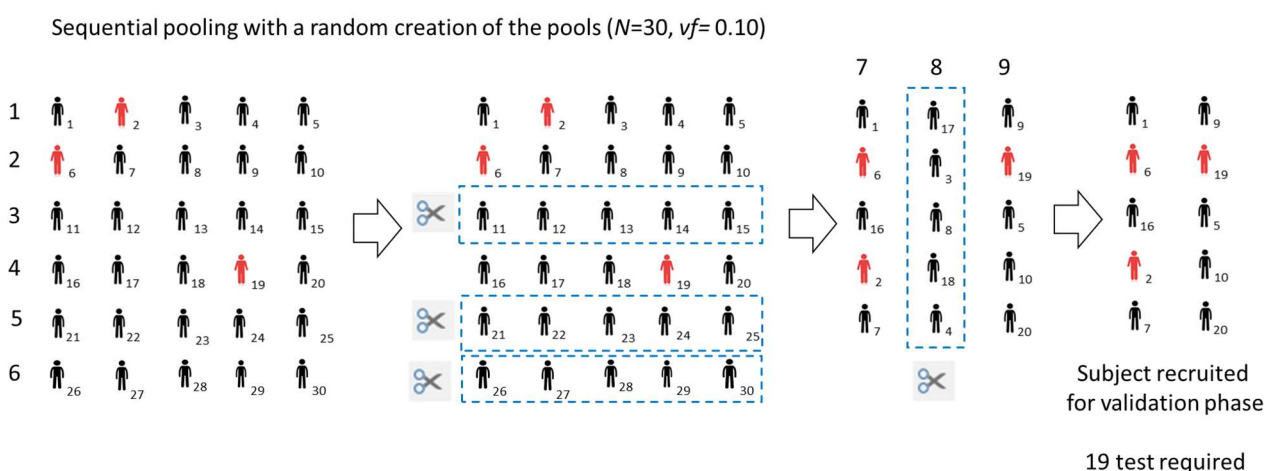 Sequential pooling with a random creation of the pools (N=30, vf= 0.10)
7 8 9
1 1 2 3 4 5 1 2 3 4 5 1 17 9 1 9
2 6 7 8 9 10 6 7 8 9 10 6 3 19 6 19
3 11 12 13 14 15 11 12 13 14 15 16 8 5 16 5
4 16 17 18 19 20 16 17 18 19 20 2 18 10 2 10
5 21 22 23 24 25 21 22 23 24 25 7 4 20 7 20
6 26 27 28 29 30 26 27 28 29 30
Subject recruited
for validation phase
19 test required